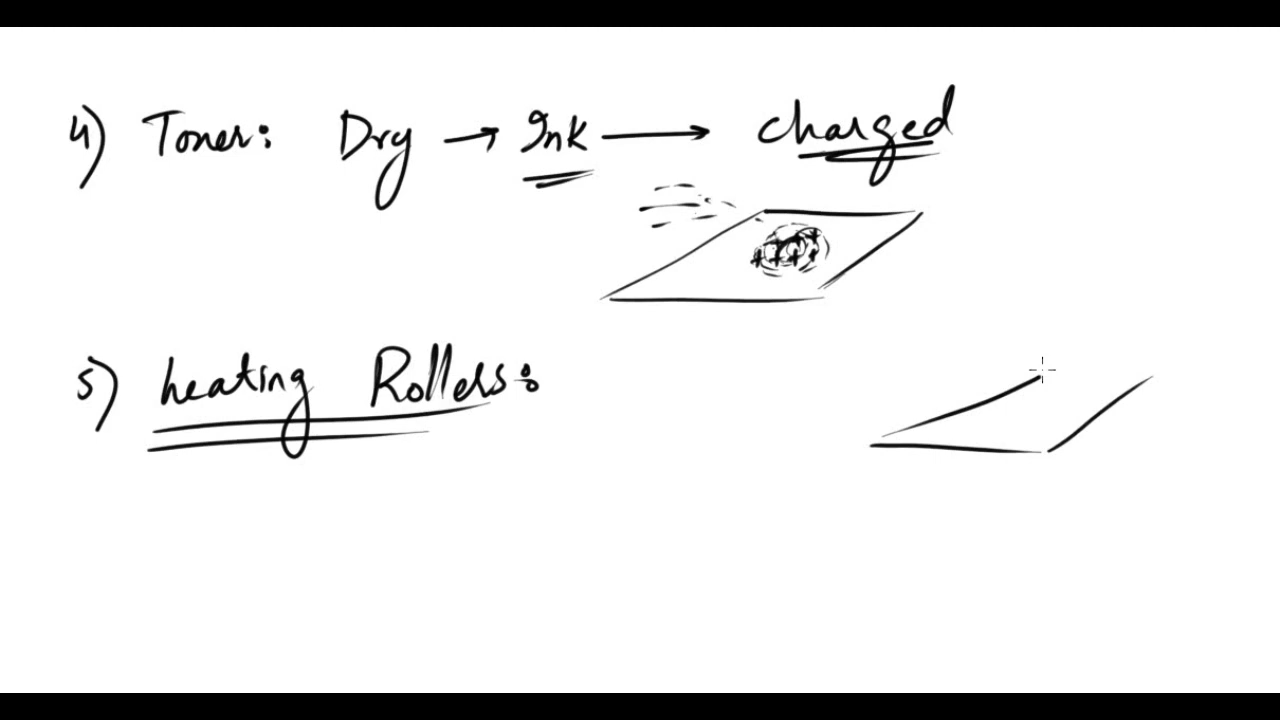 4) Toner: Dry → Ink → charged
++++++
5) heating Rollers: